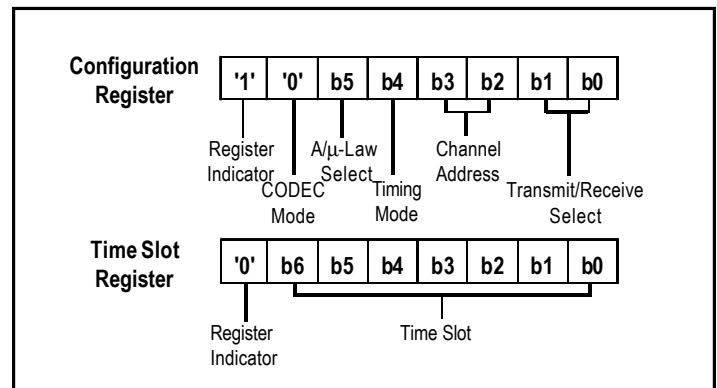 Configuration
Register
'1' '0' b5 b4 b3 b2 b1 b0
Register
Indicator
CODEC
Mode
A/μ-Law
Select
Timing
Mode
Channel
Address
Transmit/Receive
Select
Time Slot
Register
'0' b6 b5 b4 b3 b2 b1 b0
Register
Indicator
Time Slot